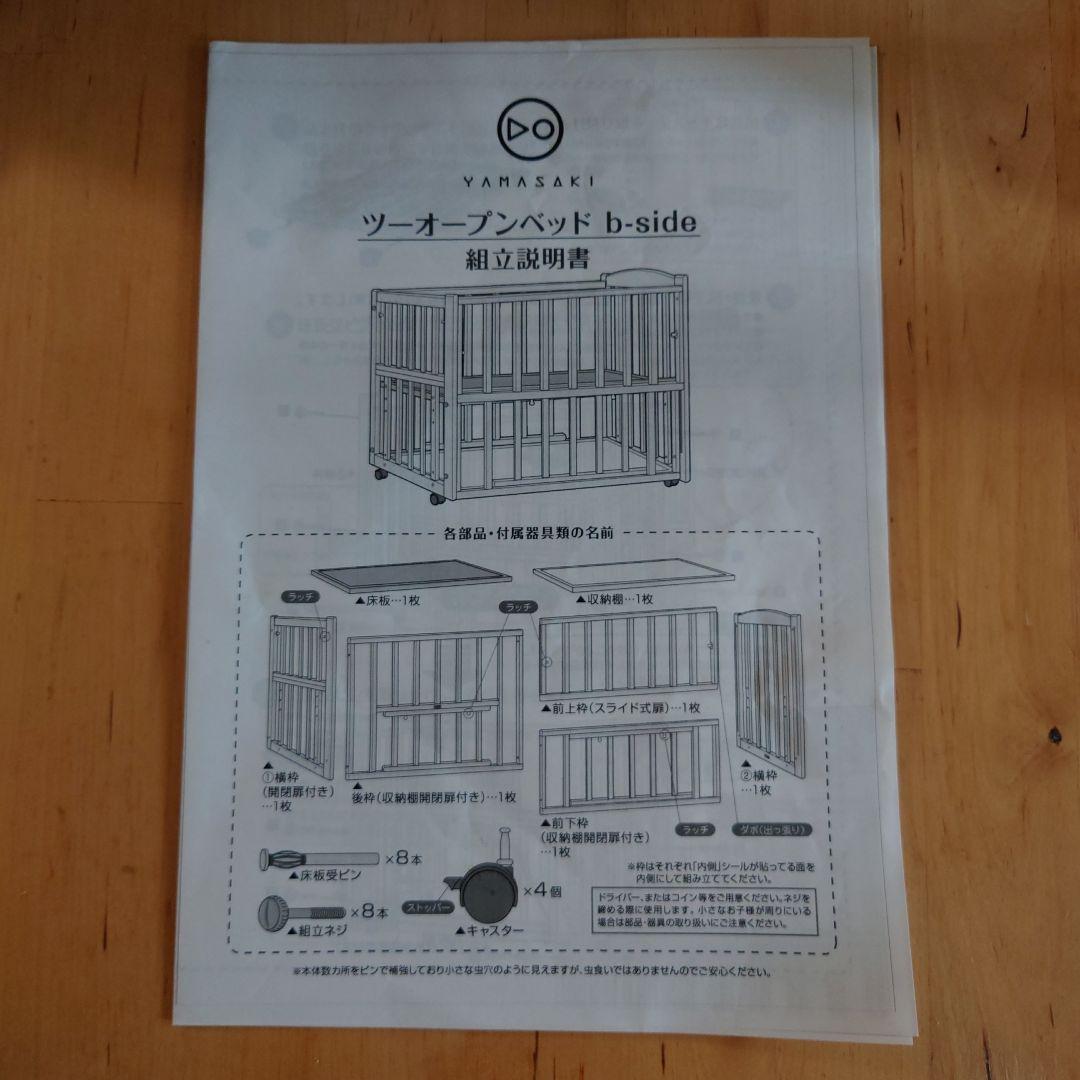 YAMASAKI
ツーオープンベッド b-side
組立説明書
各部品・付属器具類の名前
ラッチ
▲床板…1枚
ラッチ
▲収納棚…1枚
▲前上枠(スライド式扉)…1枚
▲
①横枠
(開閉扉付き)
…1枚
▲
後枠(収納棚開閉扉付き)…1枚
▲前下枠
(収納棚開閉扉付き)
…1枚
ラッチ
ダボ(出っ張り)
▲
②横枠
…1枚
×8本
▲床板受ピン
×8本
▲組立ネジ
ストッパー
×4個
▲キャスター
※枠はそれぞれ「内側」シールが貼ってる面を
内側にして組み立ててください。
ドライバー、またはコイン等をご用意ください。ネジを
締める際に使用します。小さなお子様が周りにいる
場合は部品・器具の取り扱いにご注意ください。
※本体数カ所をピンで補強しており小さな虫穴のように見えますが、虫食いではありませんのでご安心ください。